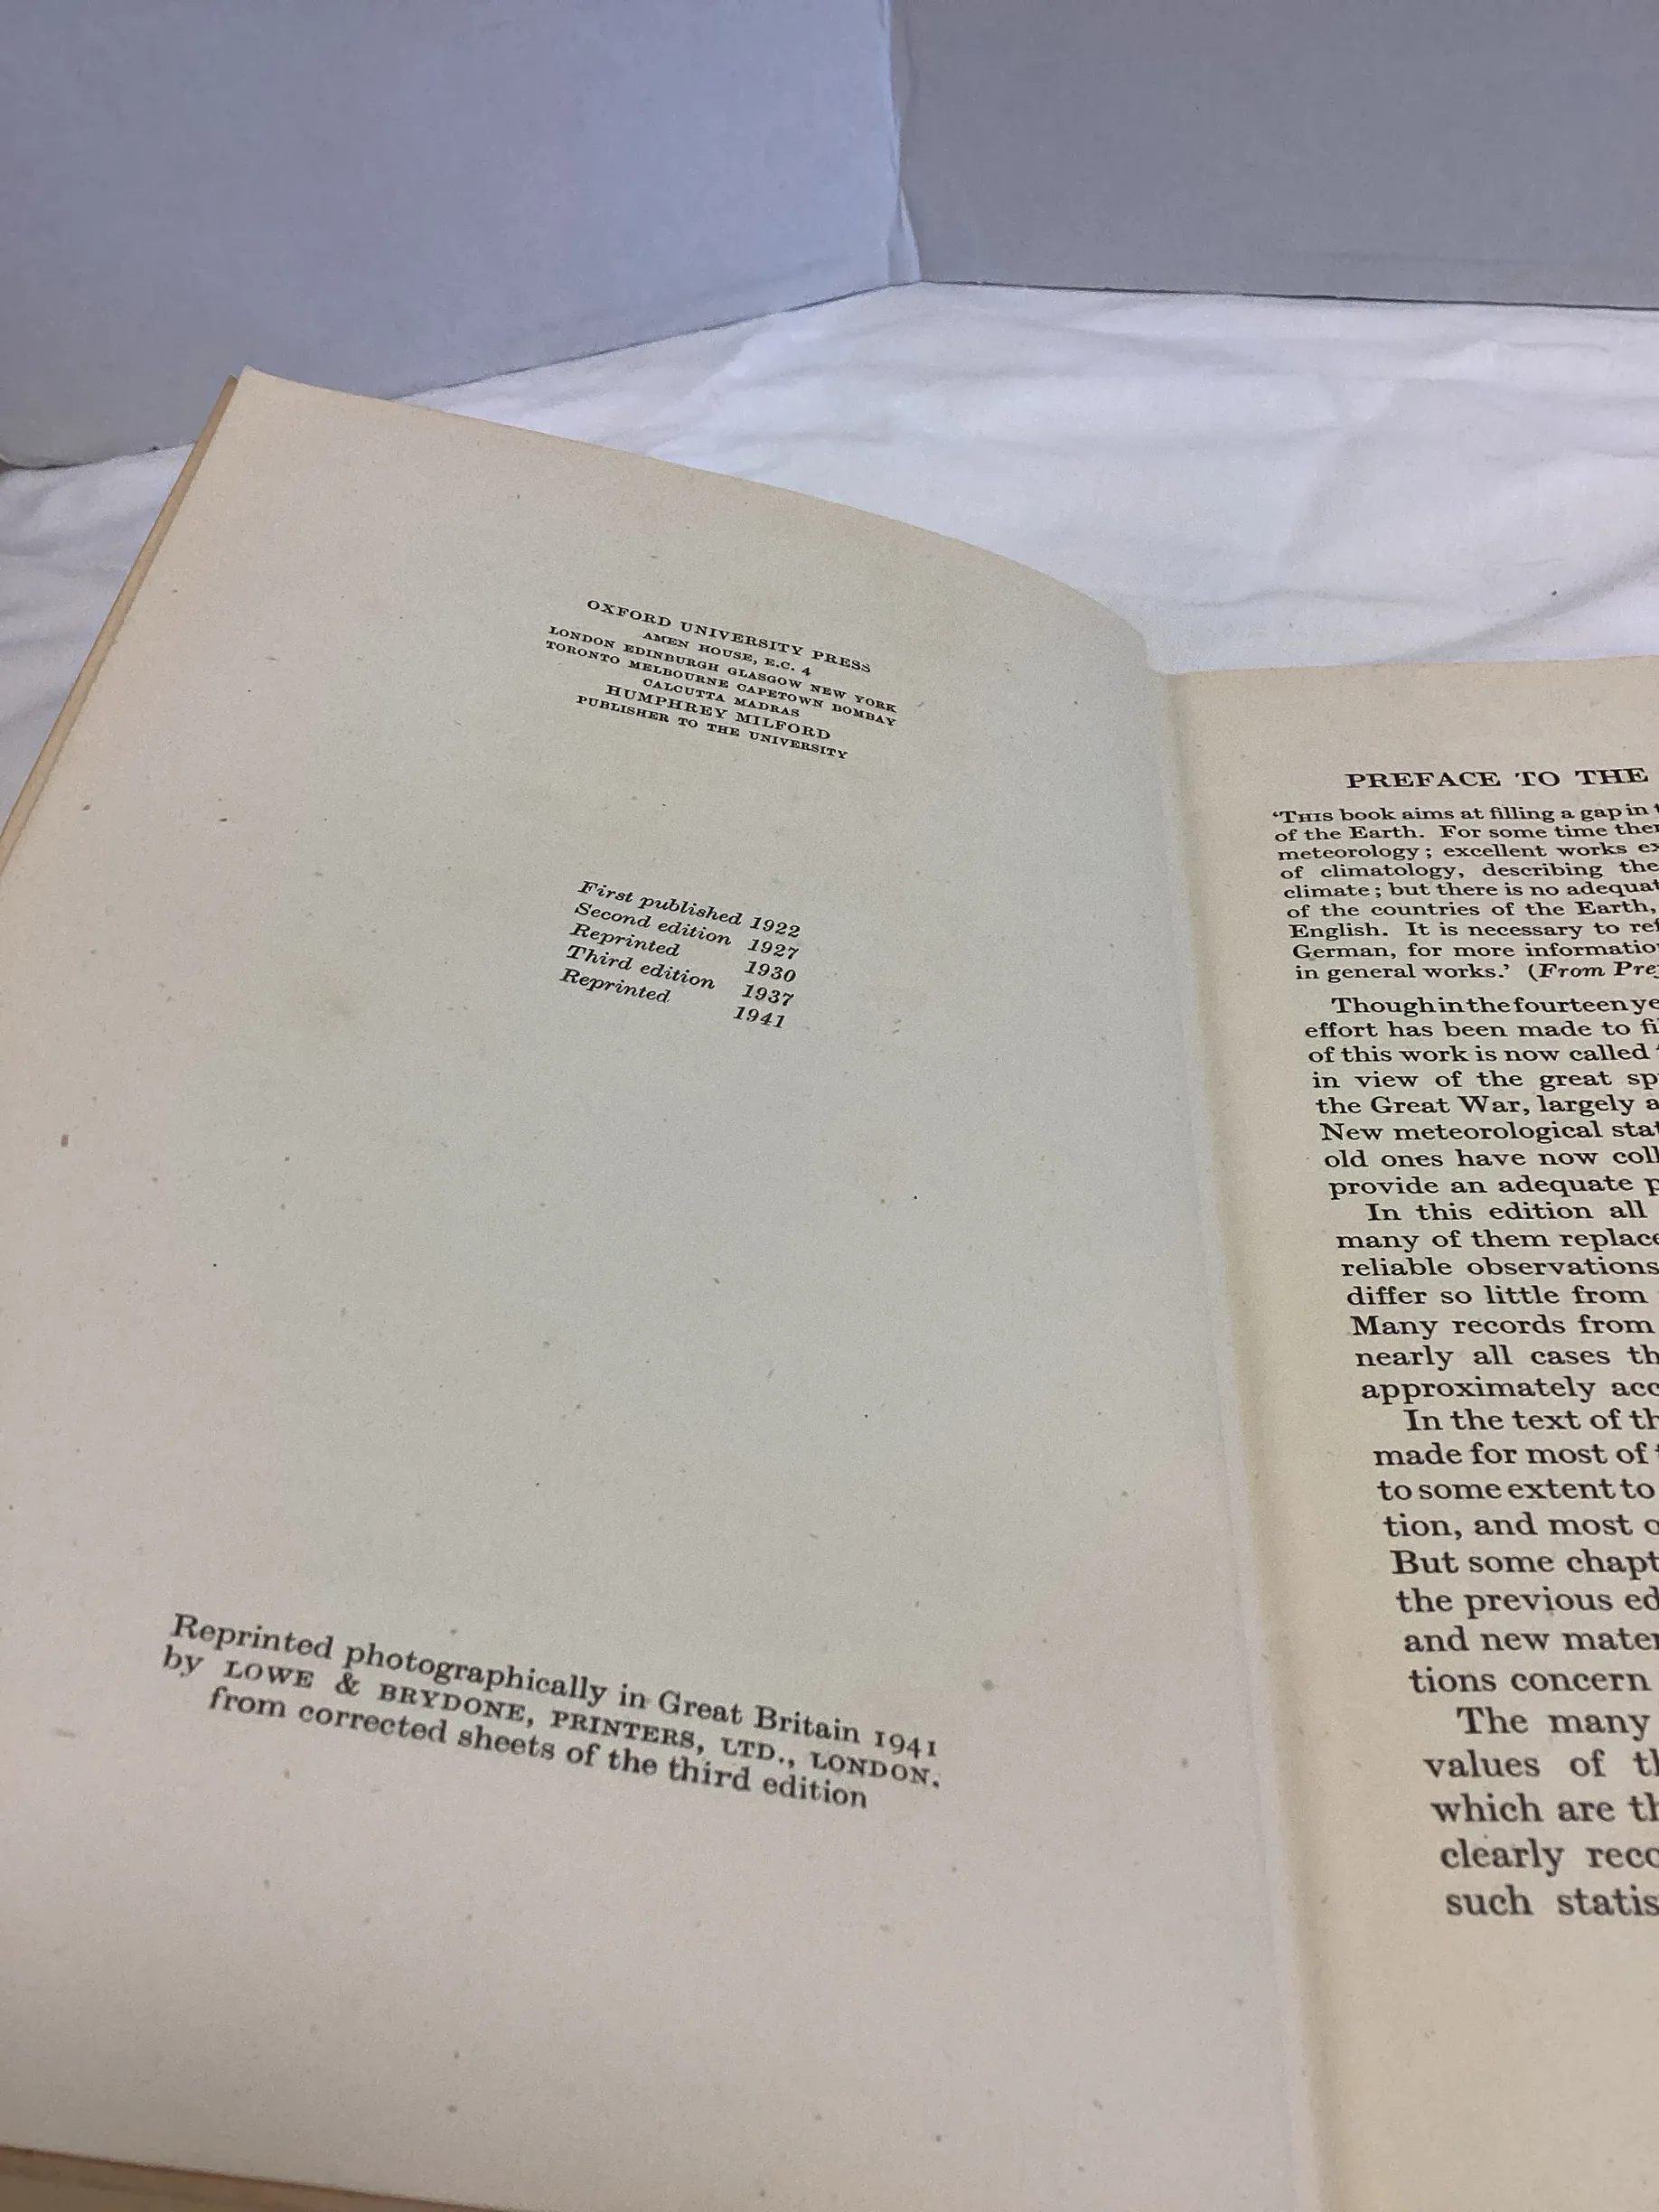 OXFORD UNIVERSITY PRESS
AMEN HOUSE, E.C. 4
LONDON EDINBURGH GLASGOW NEW YORK
TORONTO MELBOURNE CAPETOWN BOMBAY
CALCUTTA MADRAS
HUMPHREY MILFORD
PUBLISHER TO THE UNIVERSITY
First published 1922
Second edition 1927
Reprinted 1930
Third edition 1937
Reprinted 1941
Reprinted photographically in Great Britain 1941
by LOWE & BRYDONE, PRINTERS, LTD., LONDON.
from corrected sheets of the third edition
PREFACE TO THE
‘THIS book aims at filling a gap in
of the Earth. For some time
meteorology; excellent works
of climatology, describing the
climate; but there is no
of the countries of the Earth,
English. It is necessary to
German, for more
in general works.’ (From
Though in the fourteen
effort has been made to
of this work is now called
in view of the great
the Great War, largely
New meteorological
old ones have now
provide an adequate
In this edition all
many of them
reliable observations
differ so little from
Many records from
nearly all cases
approximately
In the text of
made for most of
to some extent to
tion, and most
But some
the previous
and new
tions concern
The many
values of
which are
clearly
such